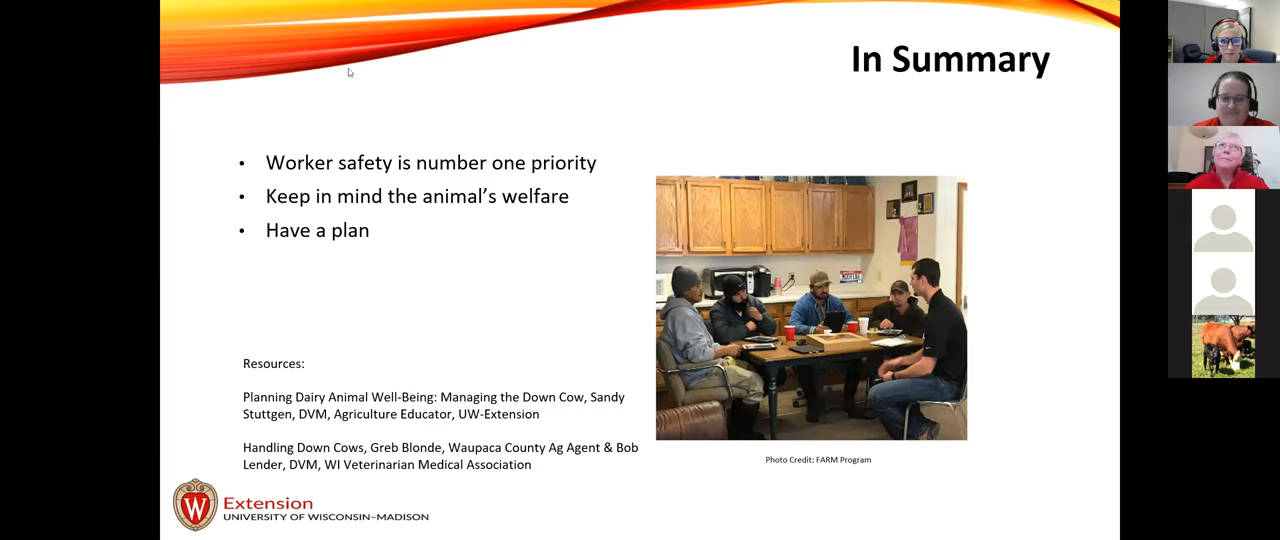 In Summary
• Worker safety is number one priority
• Keep in mind the animal's welfare
• Have a plan
Resources:
Planning Dairy Animal Well-Being: Managing the Down Cow, Sandy
Stuttgen, DVM, Agriculture Educator, UW-Extension
Handling Down Cows, Greb Blonde, Waupaca County Ag Agent & Bob
Lender, DVM, WI Veterinarian Medical Association
Photo Credit: FARM Program
W
Extension
UNIVERSITY OF WISCONSIN–MADISON